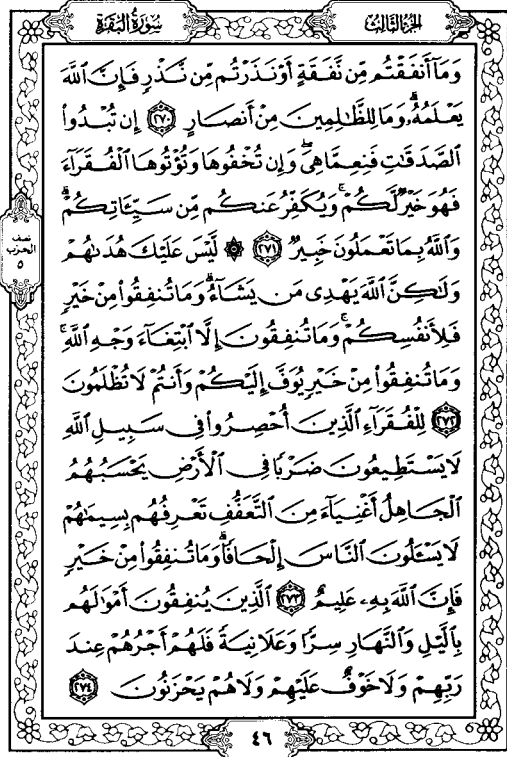 الجزء الثالث
سورة البقرة
وَمَآ أَنفَقْتُم مِّن نَّفَقَةٍ أَوْ نَذَرْتُم مِّن نَّذْرٍ فَإِنَّ ٱللَّهَ
يَعْلَمُهُۥ ۗ وَمَا لِلظَّٰلِمِينَ مِنْ أَنصَارٍ ٢٧٠ إِن تُبْدُوا۟
ٱلصَّدَقَٰتِ فَنِعِمَّا هِىَ ۖ وَإِن تُخْفُوهَا وَتُؤْتُوهَا ٱلْفُقَرَآءَ
فَهُوَ خَيْرٌ لَّكُمْ ۚ وَيُكَفِّرُ عَنكُم مِّن سَيِّـَٔاتِكُمْ ۗ
وَٱللَّهُ بِمَا تَعْمَلُونَ خَبِيرٌ ٢٧١ ۞ لَّيْسَ عَلَيْكَ هُدَىٰهُمْ
وَلَٰكِنَّ ٱللَّهَ يَهْدِى مَن يَشَآءُ ۗ وَمَا تُنفِقُوا۟ مِنْ خَيْرٍ
فَلِأَنفُسِكُمْ ۚ وَمَا تُنفِقُونَ إِلَّا ٱبْتِغَآءَ وَجْهِ ٱللَّهِ ۚ
وَمَا تُنفِقُوا۟ مِنْ خَيْرٍ يُوَفَّ إِلَيْكُمْ وَأَنتُمْ لَا تُظْلَمُونَ
٢٧٢ لِلْفُقَرَآءِ ٱلَّذِينَ أُحْصِرُوا۟ فِى سَبِيلِ ٱللَّهِ
لَا يَسْتَطِيعُونَ ضَرْبًا فِى ٱلْأَرْضِ يَحْسَبُهُمُ
ٱلْجَاهِلُ أَغْنِيَآءَ مِنَ ٱلتَّعَفُّفِ تَعْرِفُهُم بِسِيمَٰهُمْ
لَا يَسْـَٔلُونَ ٱلنَّاسَ إِلْحَافًا ۗ وَمَا تُنفِقُوا۟ مِنْ خَيْرٍ
فَإِنَّ ٱللَّهَ بِهِۦ عَلِيمٌ ٢٧٣ ٱلَّذِينَ يُنفِقُونَ أَمْوَٰلَهُم
بِٱلَّيْلِ وَٱلنَّهَارِ سِرًّا وَعَلَانِيَةً فَلَهُمْ أَجْرُهُمْ عِندَ
رَبِّهِمْ وَلَا خَوْفٌ عَلَيْهِمْ وَلَا هُمْ يَحْزَنُونَ ٢٧٤
نصف
الحزب
٥
٤٦